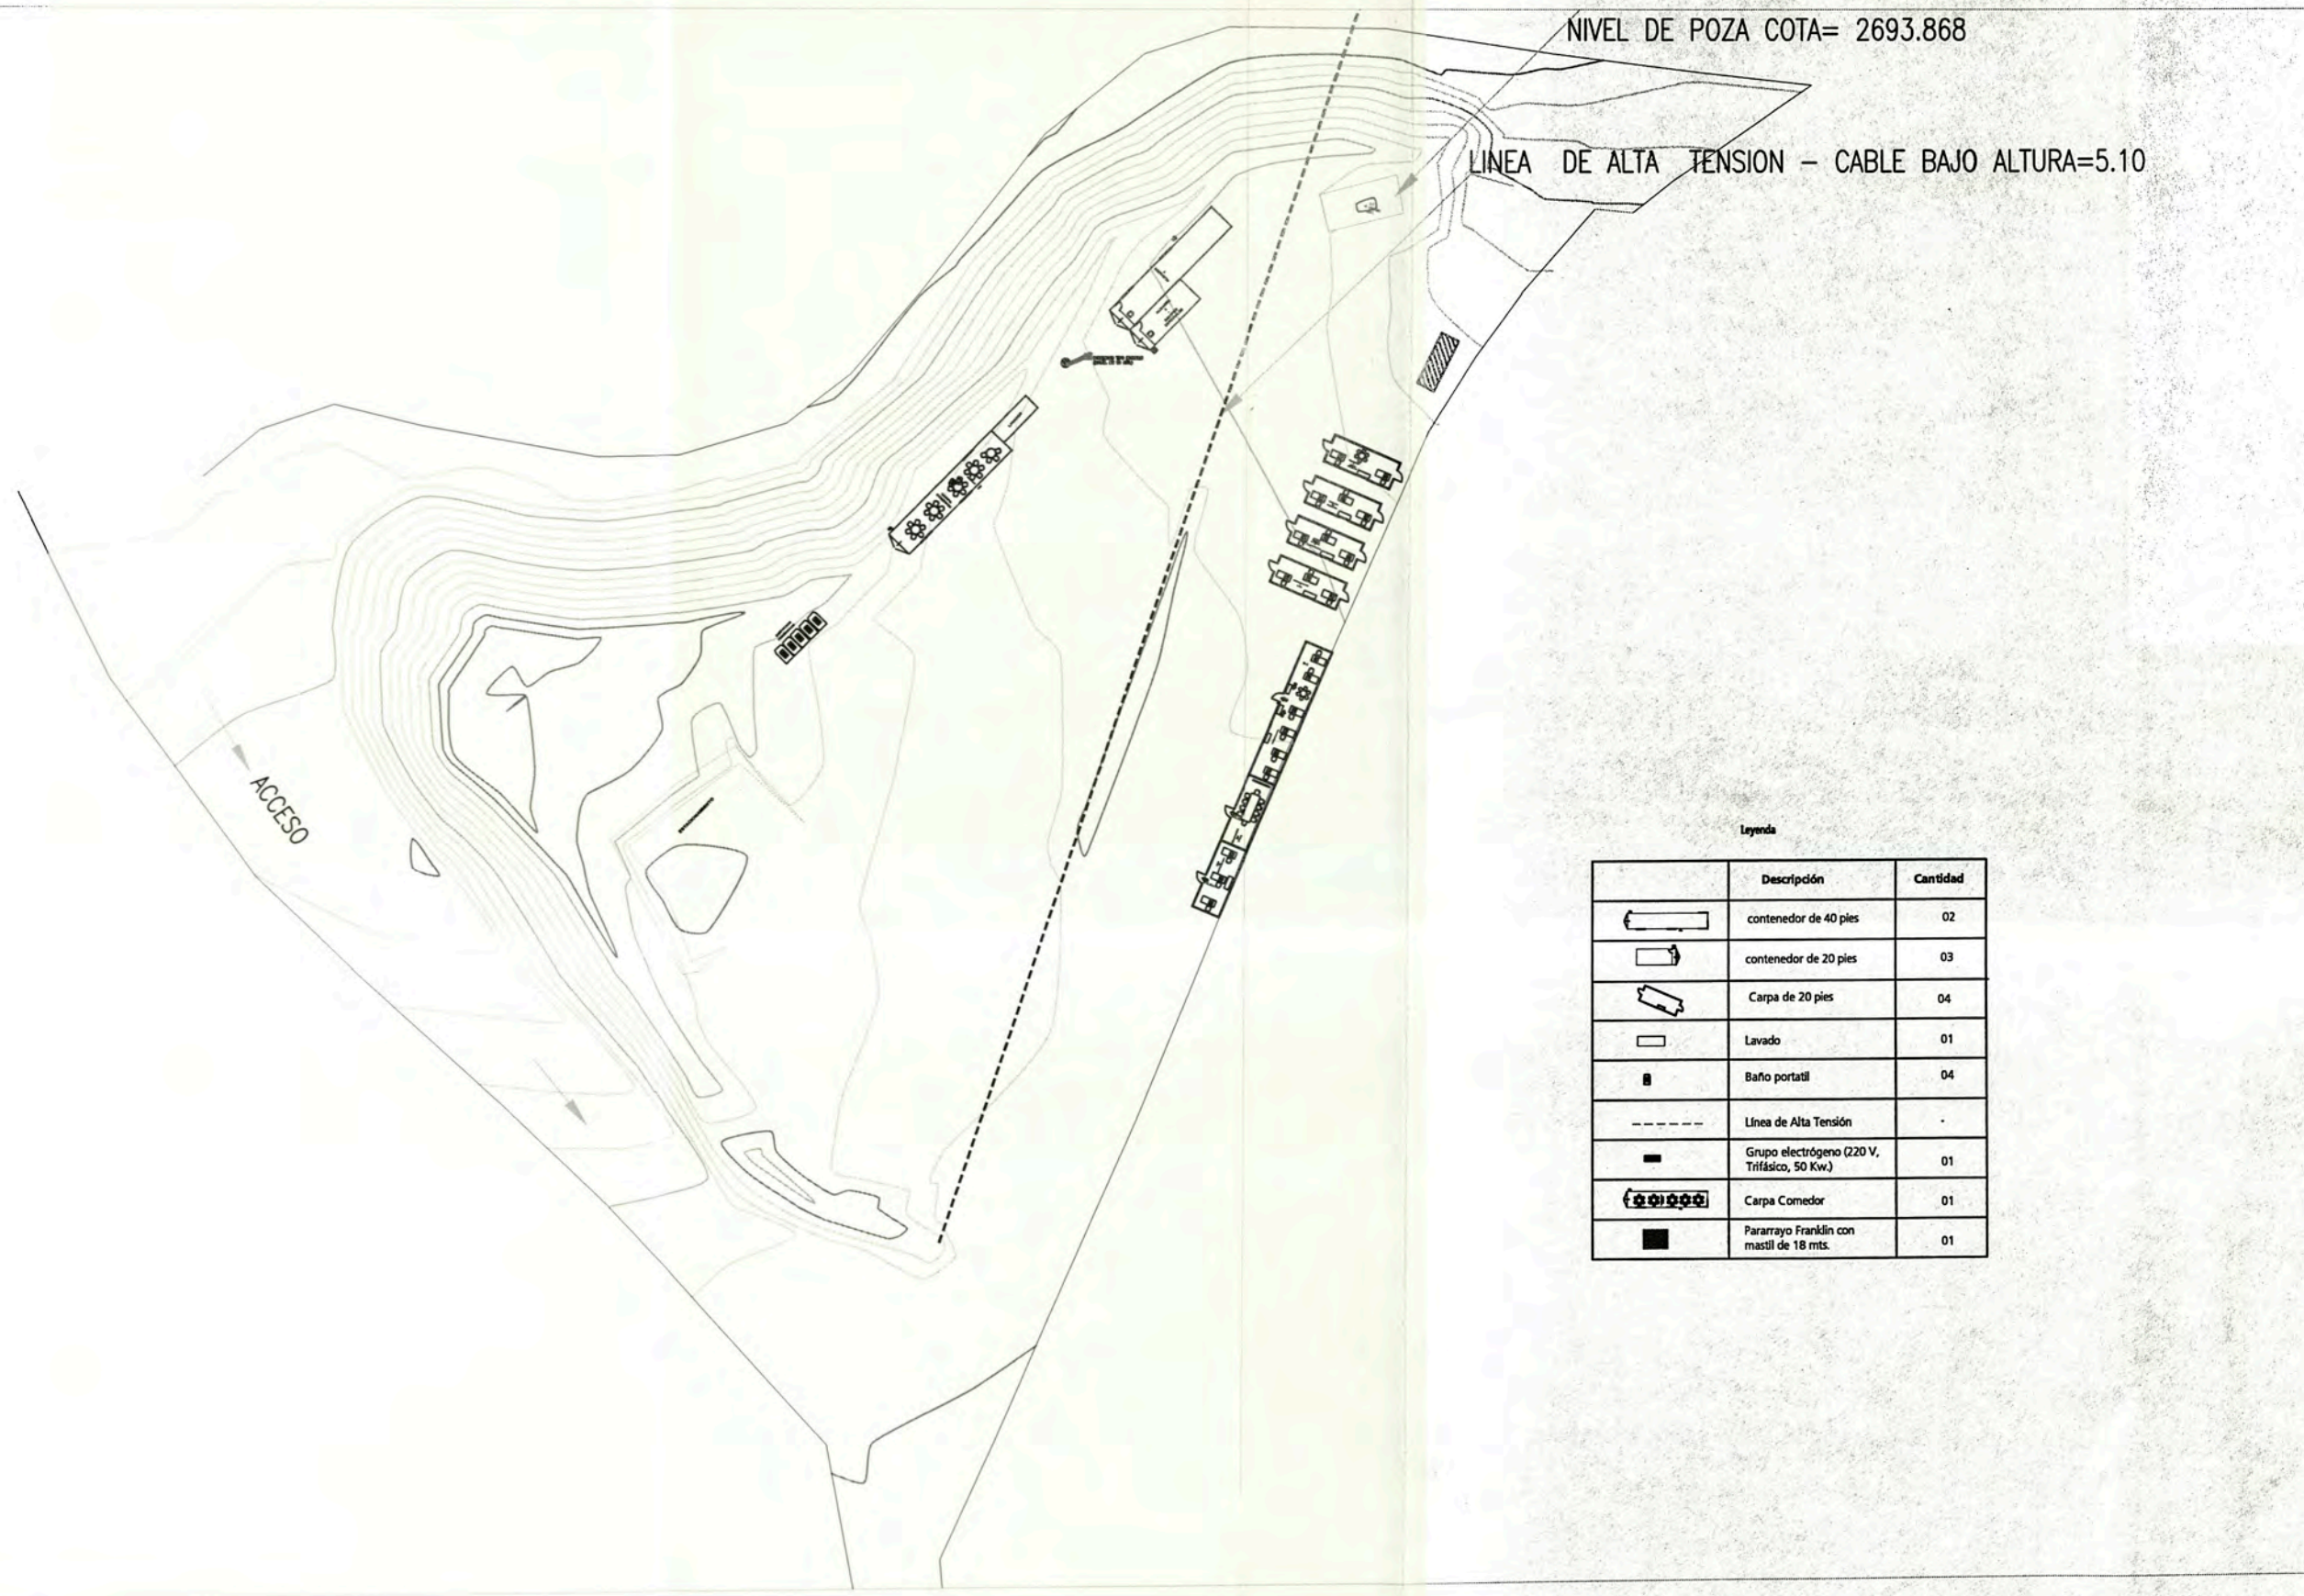 NIVEL DE POZA COTA= 2693.868
LINEA DE ALTA TENSION – CABLE BAJO ALTURA=5.10
ACCESO
Leyenda
Descripción Cantidad
contenedor de 40 pies 02
contenedor de 20 pies 03
Carpa de 20 pies 04
Lavado 01
Baño portatil 04
Línea de Alta Tensión -
Grupo electrógeno (220 V,
Trifásico, 50 Kw.) 01
Carpa Comedor 01
Pararrayo Franklin con
mastil de 18 mts. 01